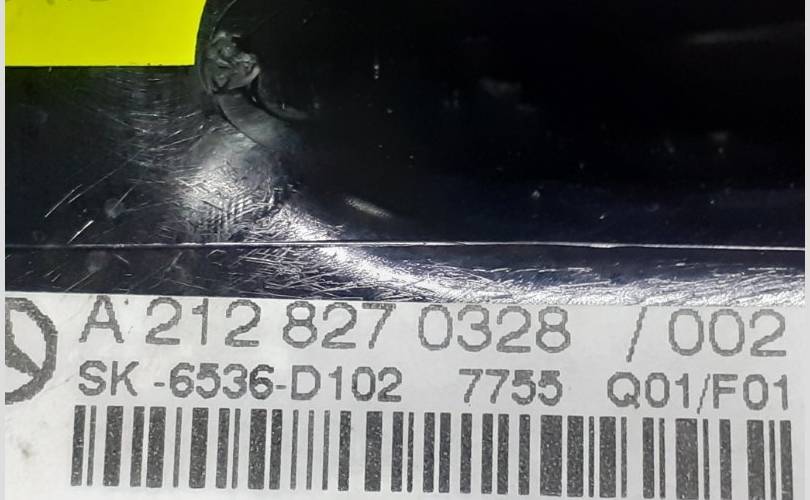 A 212 827 0328 /002
SK -6536-D102 7755 Q01/F01